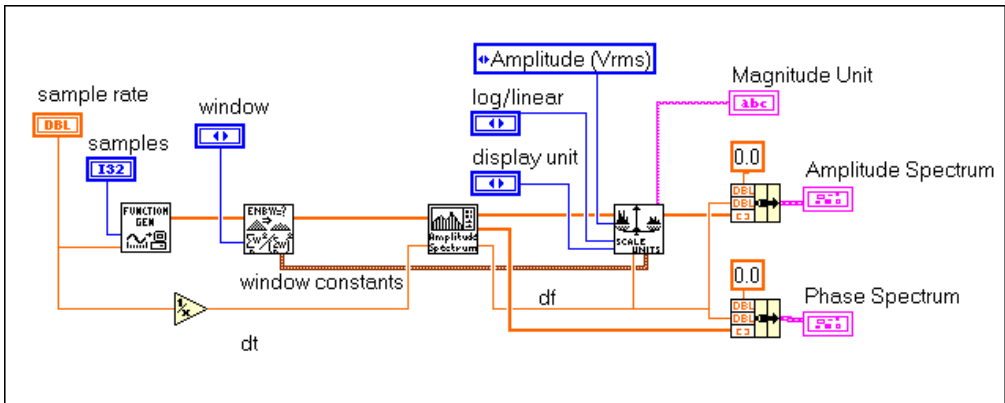 Amplitude (Vrms)
Magnitude Unit
sample rate
window
log/linear
abc
DBL
samples
display unit
0.0
I32
Amplitude Spectrum
FUNCTION
GEN
ENBW=?
DBL
DBL
Amplitude
Spectrum
SCALE
UNITS
window constants
df
0.0
Phase Spectrum
1/x
DBL
DBL
dt